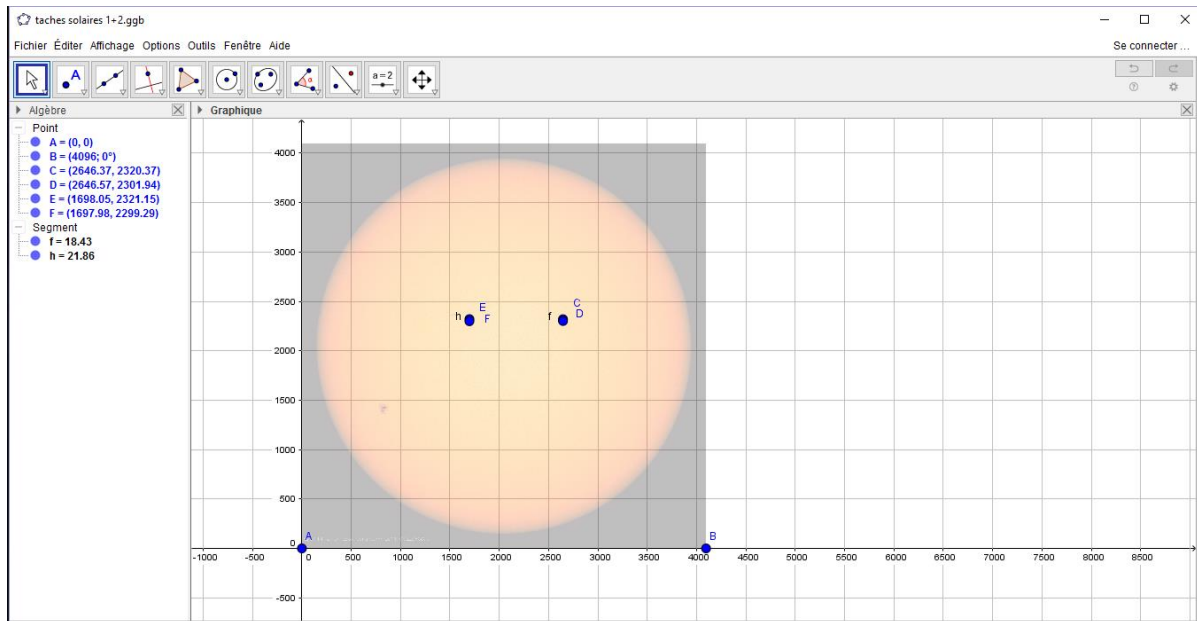 taches solaires 1+2.ggb
Fichier Éditer Affichage Options Outils Fenêtre Aide Se connecter ...
A a=2
Algèbre Graphique
Point
A = (0, 0)
B = (4096; 0°)
C = (2646.37, 2320.37)
D = (2646.57, 2301.94)
E = (1698.05, 2321.15)
F = (1697.98, 2299.29)
Segment
f = 18.43
h = 21.86
4000
3500
3000
2500
E C
h F f D
2000
1500
1000
500
0 A B
-1000 -500 0 500 1000 1500 2000 2500 3000 3500 4000 4500 5000 5500 6000 6500 7000 7500 8000 8500
-500